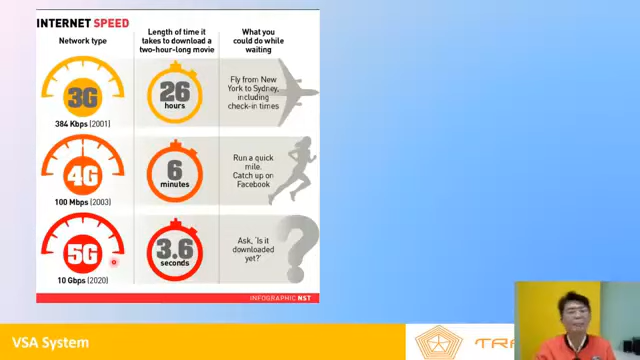 INTERNET SPEED
Network type
Length of time it
takes to download a
two-hour-long movie
What you
could do while
waiting
3G
384 Kbps (2001)
26
hours
Fly from New
York to Sydney,
including
check-in times
4G
100 Mbps (2003)
6
minutes
Run a quick
mile.
Catch up on
Facebook
5G
10 Gbps (2020)
3.6
seconds
Ask, 'Is it
downloaded
yet?'
INFOGRAPHIC NST
VSA System